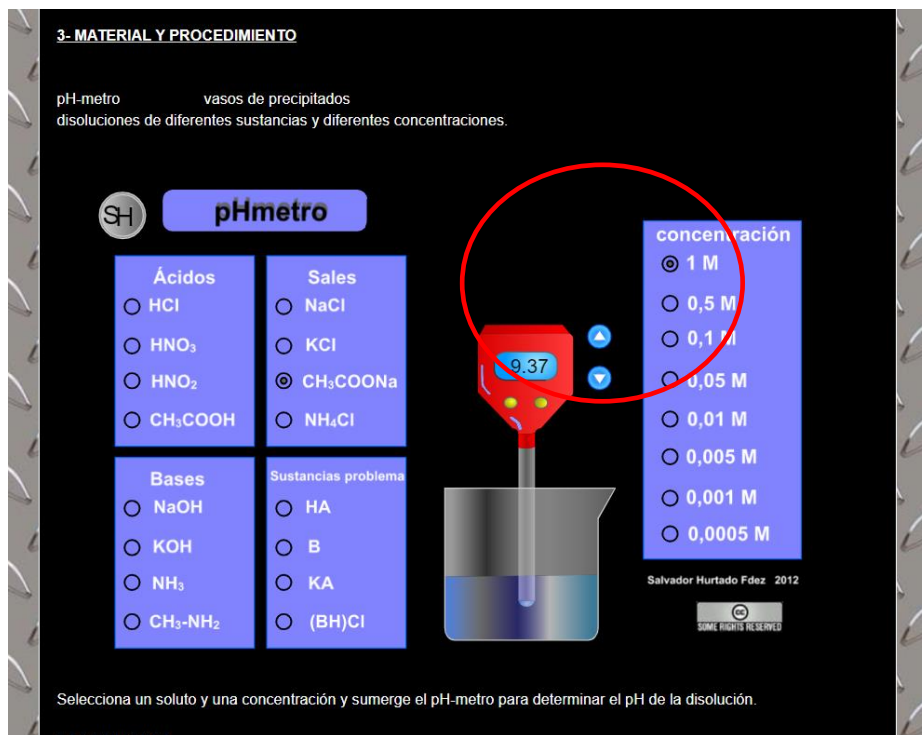 3- MATERIAL Y PROCEDIMIENTO
pH-metro vasos de precipitados
disoluciones de diferentes sustancias y diferentes concentraciones.
SH
pHmetro
Ácidos
HCl
HNO₃
HNO₂
CH₃COOH
Sales
NaCl
KCl
CH₃COONa
NH₄Cl
Bases
NaOH
KOH
NH₃
CH₃-NH₂
Sustancias problema
HA
B
KA
(BH)Cl
9.37
concentración
1 M
0,5 M
0,1 M
0,05 M
0,01 M
0,005 M
0,001 M
0,0005 M
Salvador Hurtado Fdez 2012
cc
SOME RIGHTS RESERVED
Selecciona un soluto y una concentración y sumerge el pH-metro para determinar el pH de la disolución.